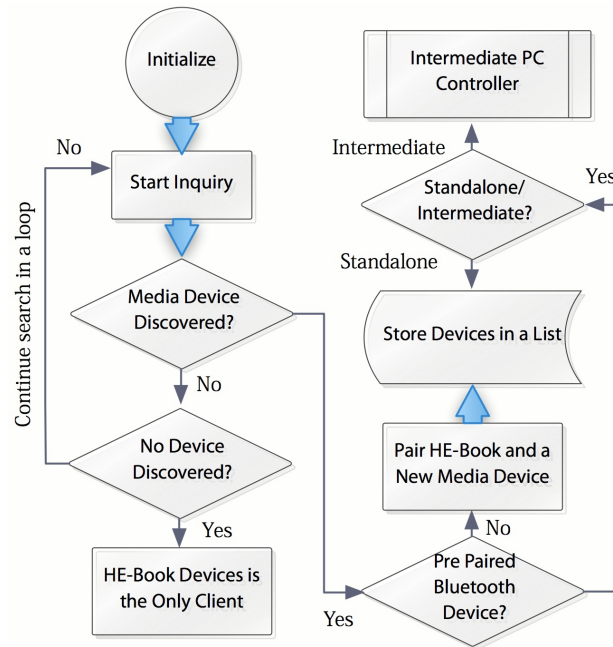 Initialize
No
Start Inquiry
Continue search in a loop
Media Device
Discovered?
No
No Device
Discovered?
Yes
HE-Book Devices is
the Only Client
Yes
Intermediate PC
Controller
Intermediate
Standalone/
Intermediate?
Yes
Standalone
Store Devices in a List
Pair HE-Book and a
New Media Device
No
Pre Paired
Bluetooth
Device?